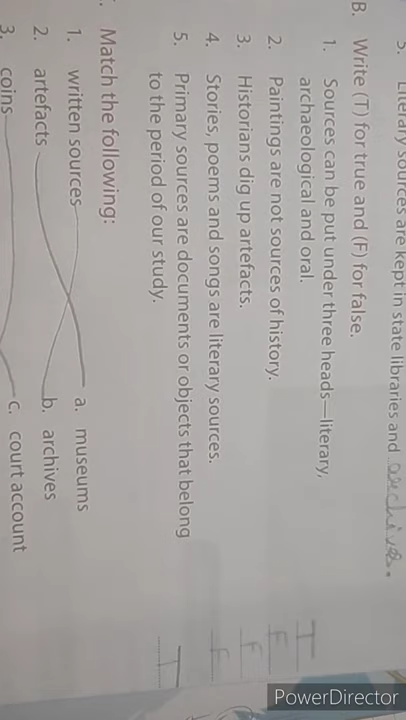 5. Literary sources are kept in state libraries and archives.
B. Write (T) for true and (F) for false.
1. Sources can be put under three heads—literary,
archaeological and oral. T
2. Paintings are not sources of history. F
3. Historians dig up artefacts. F
4. Stories, poems and songs are literary sources. F
5. Primary sources are documents or objects that belong
to the period of our study. T
Match the following:
1. written sources a. museums
2. artefacts b. archives
3. coins c. court account
PowerDirector